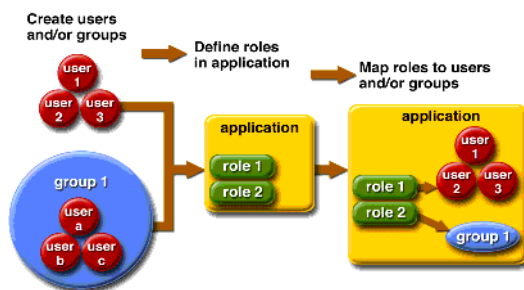 Create users
and/or groups
Define roles
in application
Map roles to users
and/or groups
user
1
user
2
user
3
group 1
user
a
user
b
user
c
application
role 1
role 2
application
user
1
user
2
user
3
role 1
role 2
group 1